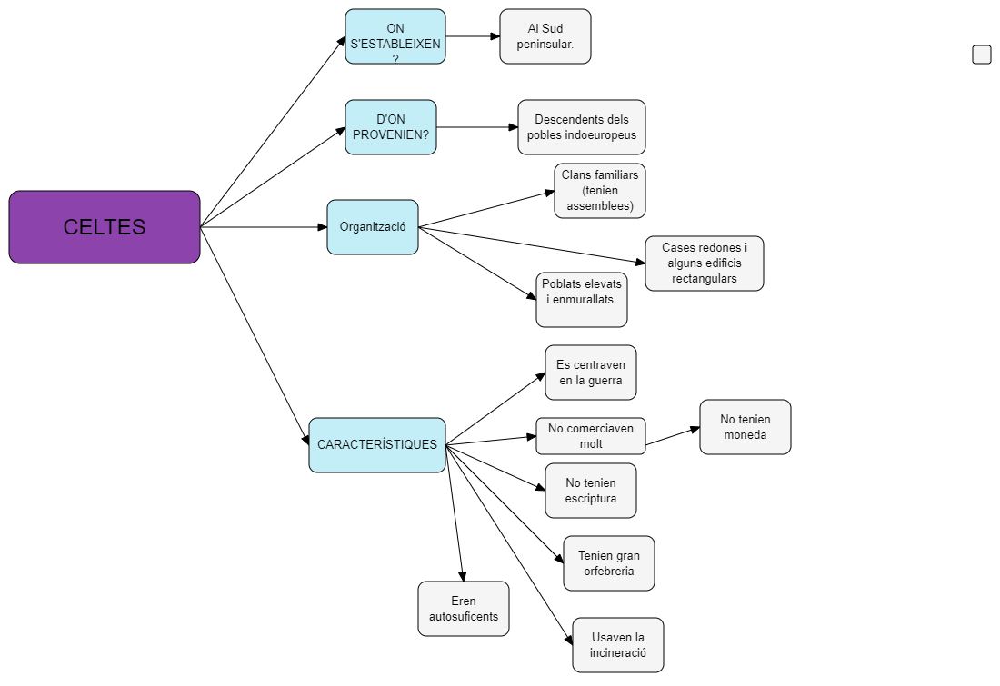 ON
S'ESTABLEIXEN
?
Al Sud
peninsular.
D'ON
PROVENIEN?
Descendents dels
pobles indoeuropeus
CELTES
Organització
Clans familiars
(tenien
assemblees)
Cases redones i
alguns edificis
rectangulars
Poblats elevats
i enmurallats.
CARACTERÍSTIQUES
Es centraven
en la guerra
No comerciaven
molt
No tenien
moneda
No tenien
escriptura
Tenien gran
orfebreria
Eren
autosuficents
Usaven la
incineració